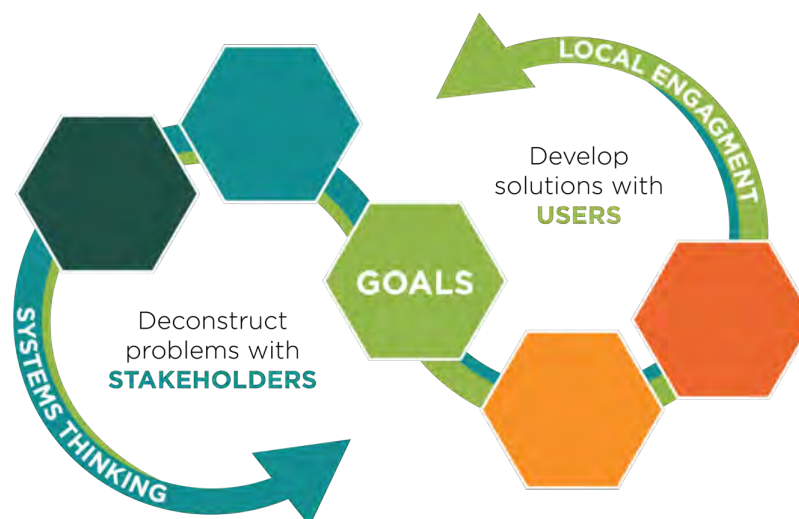 LOCAL ENGAGMENT
Develop
solutions with
USERS
GOALS
Deconstruct
problems with
STAKEHOLDERS
SYSTEMS THINKING